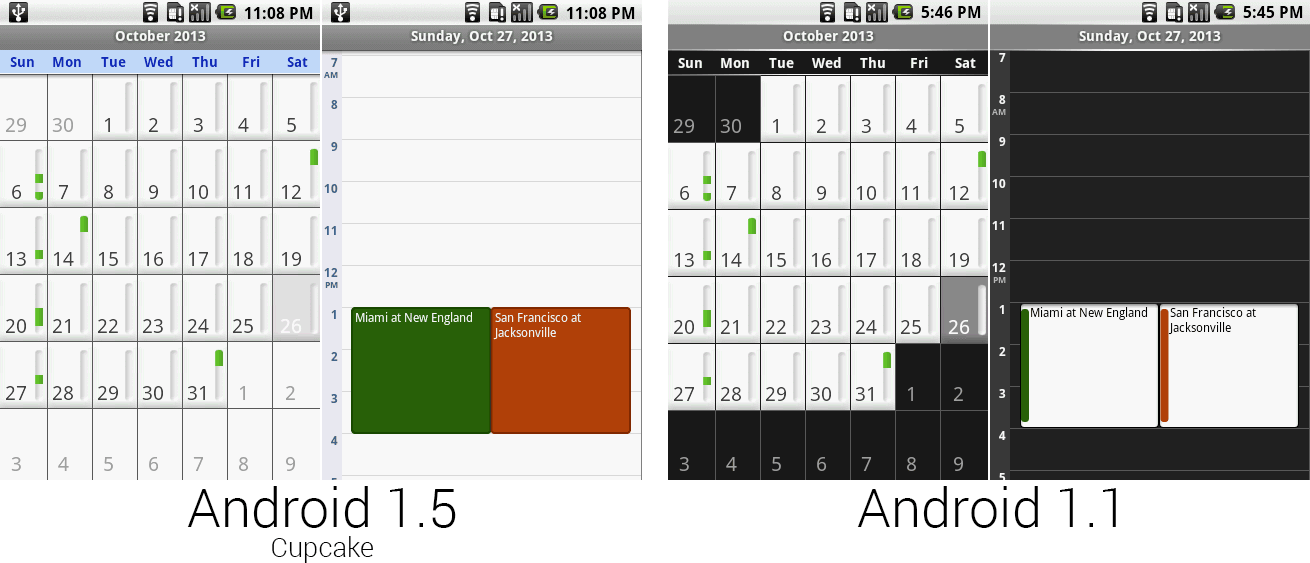 11:08 PM
October 2013
Sun Mon Tue Wed Thu Fri Sat
29 30 1 2 3 4 5
6 7 8 9 10 11 12
13 14 15 16 17 18 19
20 21 22 23 24 25 26
27 28 29 30 31 1 2
3 4 5 6 7 8 9
11:08 PM
Sunday, Oct 27, 2013
7
AM
8
9
10
11
12
PM
1
Miami at New England
San Francisco at
Jacksonville
2
3
4
Android 1.5
Cupcake
5:46 PM
October 2013
Sun Mon Tue Wed Thu Fri Sat
29 30 1 2 3 4 5
6 7 8 9 10 11 12
13 14 15 16 17 18 19
20 21 22 23 24 25 26
27 28 29 30 31 1 2
3 4 5 6 7 8 9
5:45 PM
Sunday, Oct 27, 2013
7
8
AM
9
10
11
12
PM
1
Miami at New England
San Francisco at
Jacksonville
2
3
4
5
Android 1.1